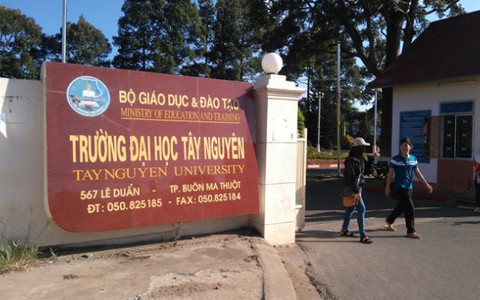 BỘ GIÁO DỤC & ĐÀO TẠO
MINISTRY OF EDUCATION AND TRAINING
TRƯỜNG ĐẠI HỌC TÂY NGUYÊN
TAYNGUYEN UNIVERSITY
567 LÊ DUẨN - TP. BUÔN MA THUỘT
ĐT: 050.825185 - FAX: 050.825184